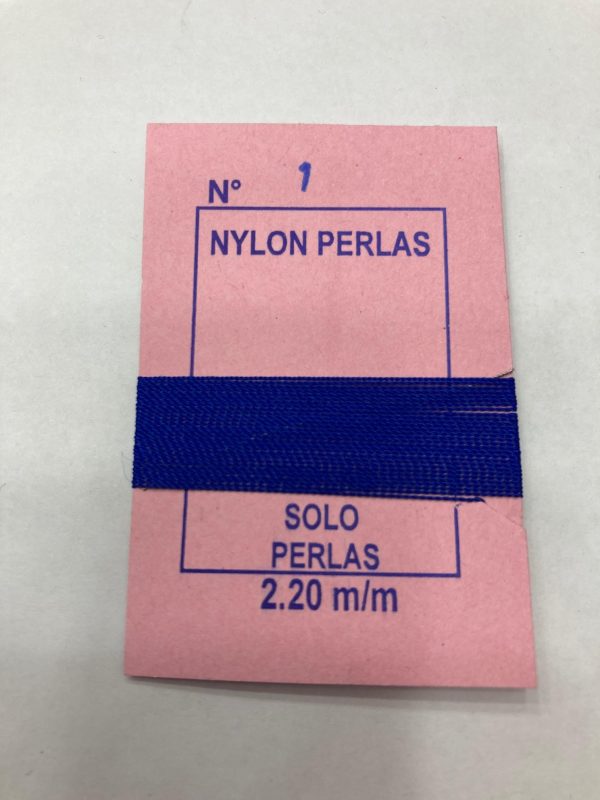 N° 1
NYLON PERLAS
SOLO
PERLAS
2.20 m/m